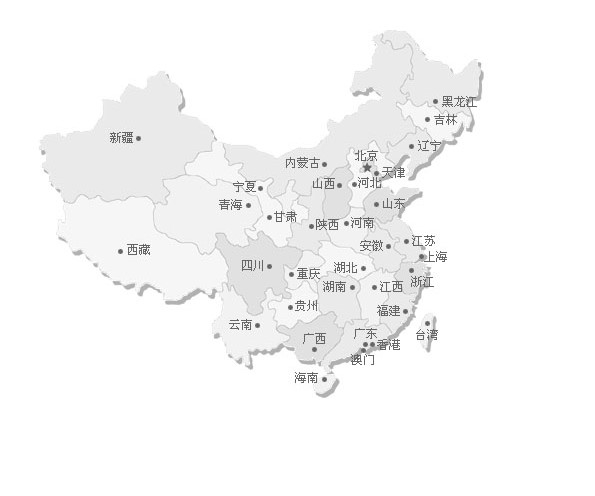 黑龙江
吉林
新疆
辽宁
北京
内蒙古
天津
山西
河北
宁夏
青海
山东
甘肃
陕西
河南
江苏
安徽
西藏
上海
四川
湖北
重庆
浙江
湖南
江西
贵州
福建
云南
台湾
广东
广西
香港
澳门
海南